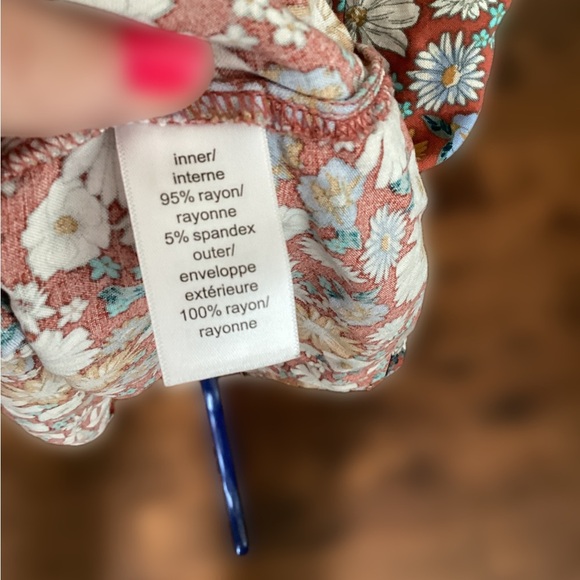 inner/
interne
95% rayon/
rayonne
5% spandex
outer/
enveloppe
extérieure
100% rayon/
rayonne